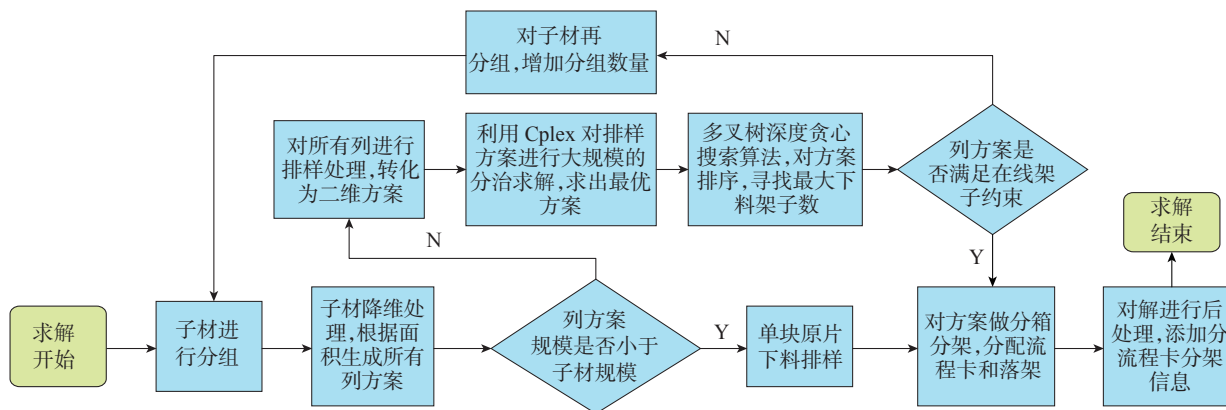 对子材再
分组,增加分组数量
N
对所有列进行
排样处理,转化
为二维方案
利用 Cplex 对排样
方案进行大规模的
分治求解,求出最优
方案
多叉树深度贪心
搜索算法,对方案
排序,寻找最大下
料架子数
列方案是
否满足在线架
子约束
N
Y
求解
结束
求解
开始
子材进
行分组
子材降维处
理,根据面
积生成所有
列方案
列方案
规模是否小于
子材规模
Y
单块原片
下料排样
对方案做分箱
分架,分配流
程卡和落架
对解进行后
处理,添加分
流程卡分架
信息